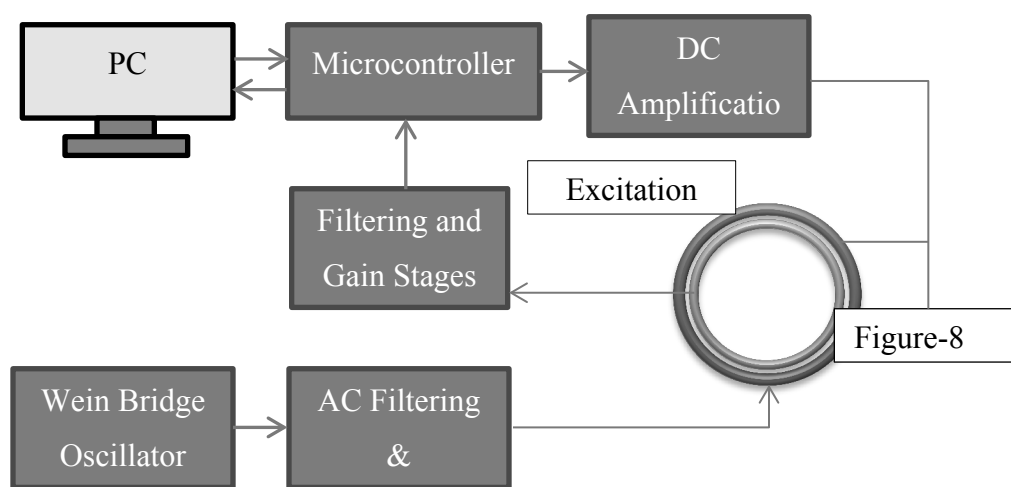 PC
Microcontroller
DC
Amplificatio
Excitation
Filtering and
Gain Stages
Figure-8
Wein Bridge
Oscillator
AC Filtering
&